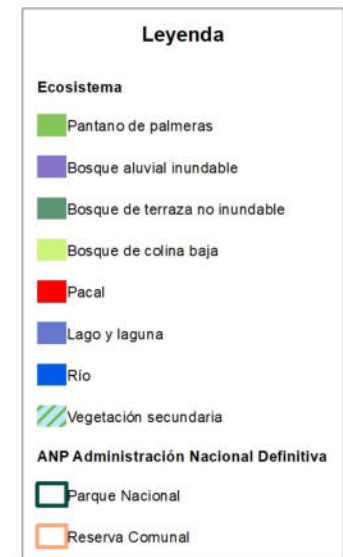 Leyenda
Ecosistema
Pantano de palmeras
Bosque aluvial inundable
Bosque de terraza no inundable
Bosque de colina baja
Pacal
Lago y laguna
Río
Vegetación secundaria
ANP Administración Nacional Definitiva
Parque Nacional
Reserva Comunal